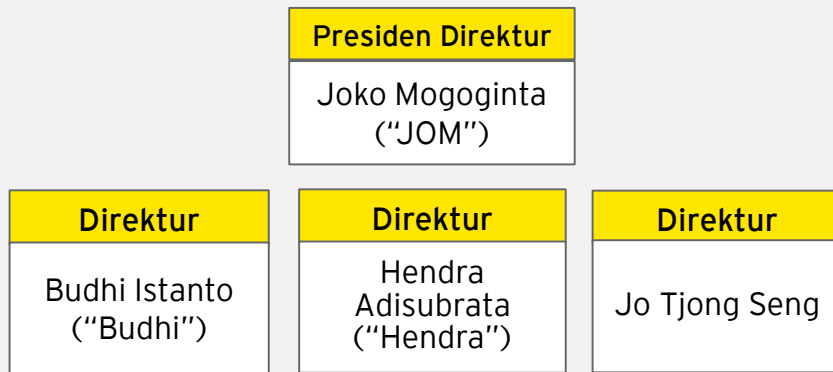 Presiden Direktur
Joko Mogoginta
(“JOM”)
Direktur
Budhi Istanto
(“Budhi”)
Direktur
Hendra
Adisubrata
(“Hendra”)
Direktur
Jo Tjong Seng